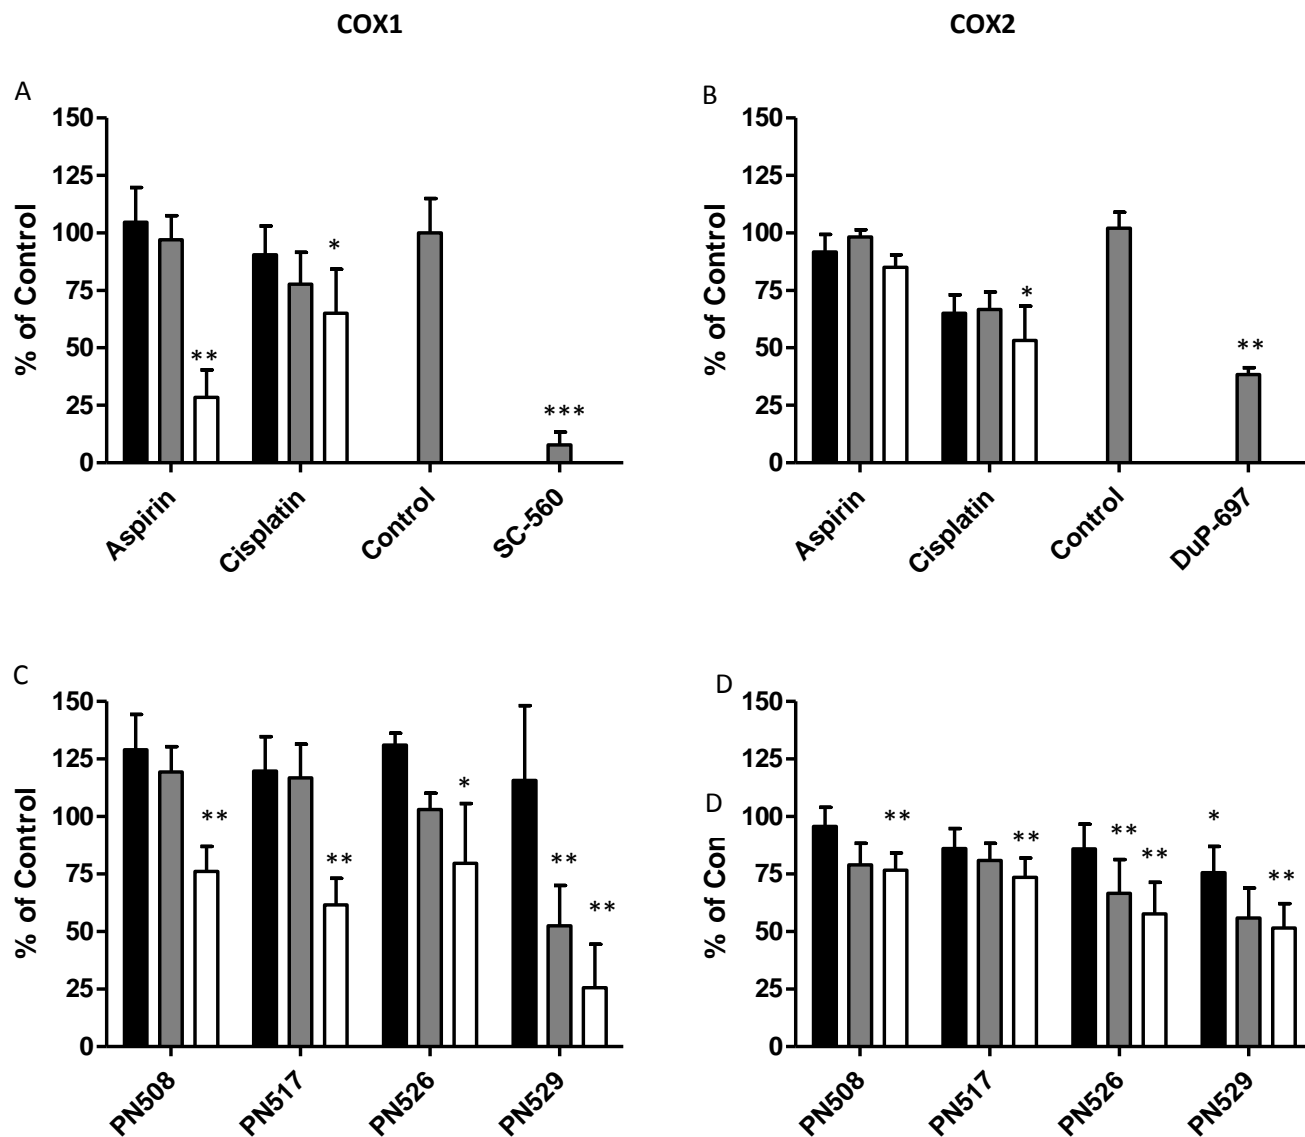 COX1
COX2
A
150
125
100
75
50
25
0
% of Control
**
*
***
Aspirin
Cisplatin
Control
SC-560
B
150
125
100
75
50
25
0
% of Control
*
**
Aspirin
Cisplatin
Control
DuP-697
C
150
125
100
75
50
25
0
% of Control
**
**
*
**
**
PN508
PN517
PN526
PN529
D
150
125
100
75
50
25
0
D
% of Con
**
**
**
**
*
**
PN508
PN517
PN526
PN529